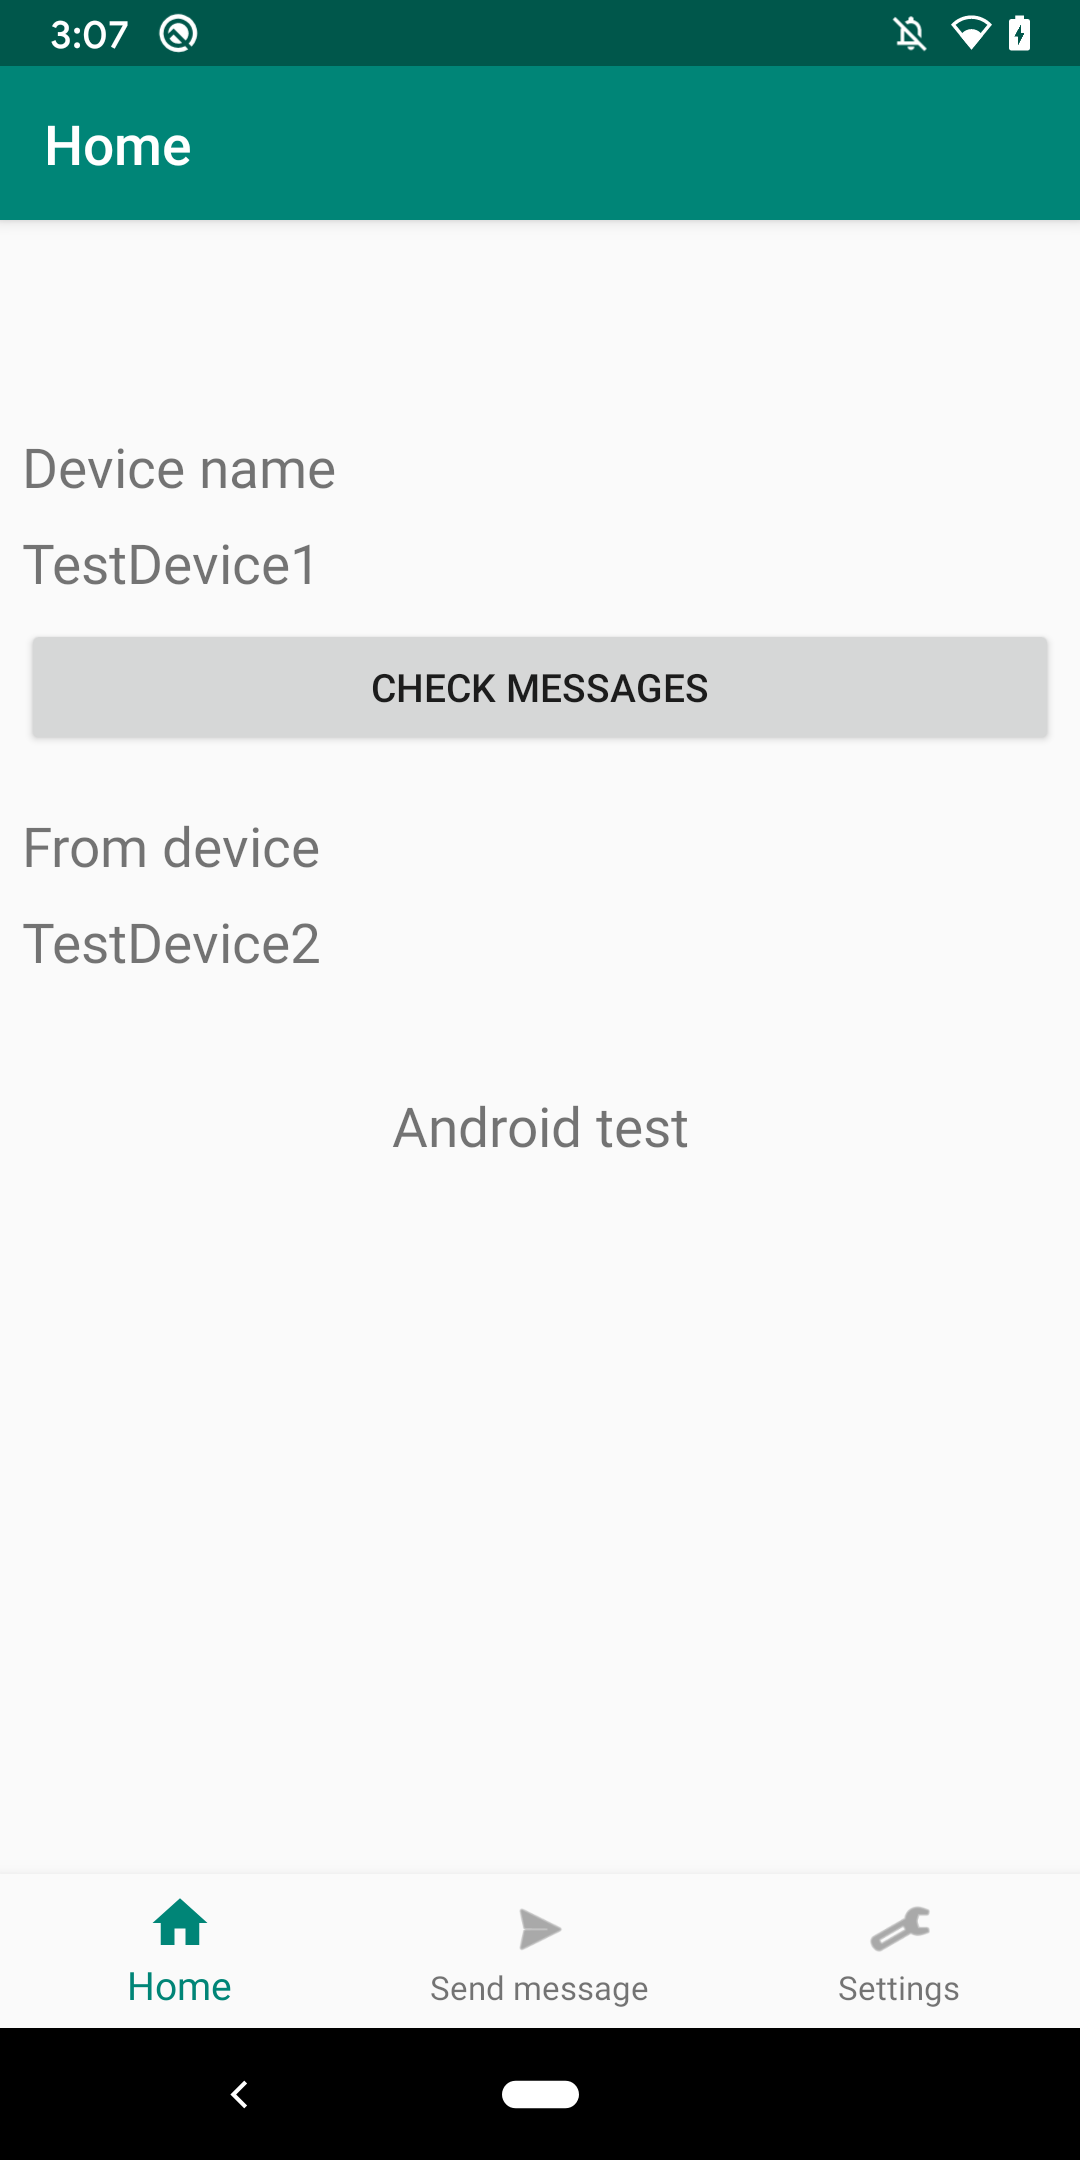 3:07
Home
Device name
TestDevice1
CHECK MESSAGES
From device
TestDevice2
Android test
Home
Send message
Settings